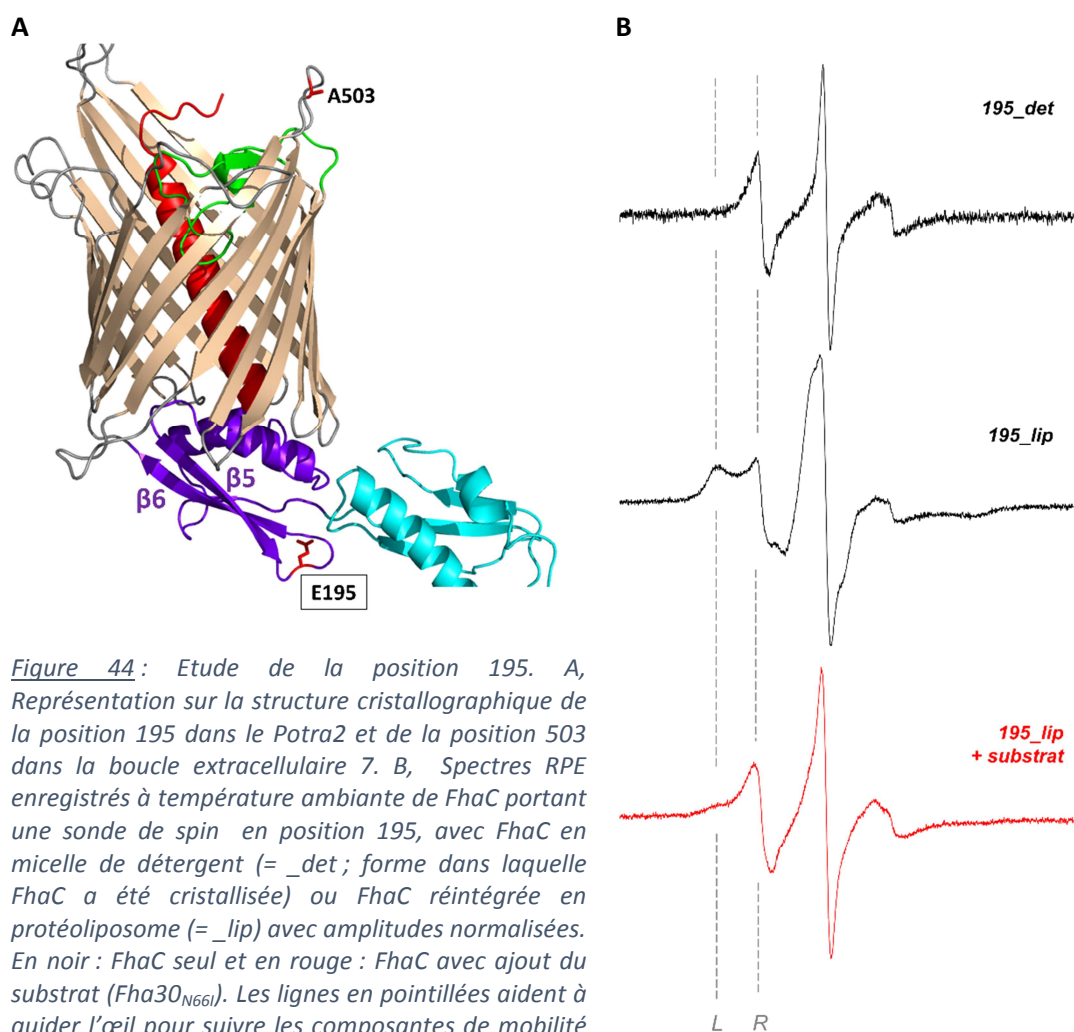 A
B
A503
195_det
195_lip
β6
β5
E195
195_lip
+ substrat
Figure 44 : Etude de la position 195. A,
Représentation sur la structure cristallographique de
la position 195 dans le Potra2 et de la position 503
dans la boucle extracellulaire 7. B, Spectres RPE
enregistrés à température ambiante de FhaC portant
une sonde de spin en position 195, avec FhaC en
micelle de détergent (= _det ; forme dans laquelle
FhaC a été cristallisée) ou FhaC réintégrée en
protéoliposome (= _lip) avec amplitudes normalisées.
En noir : FhaC seul et en rouge : FhaC avec ajout du
substrat (Fha30N66I). Les lignes en pointillées aident à
guider l'œil pour suivre les composantes de mobilité
L R